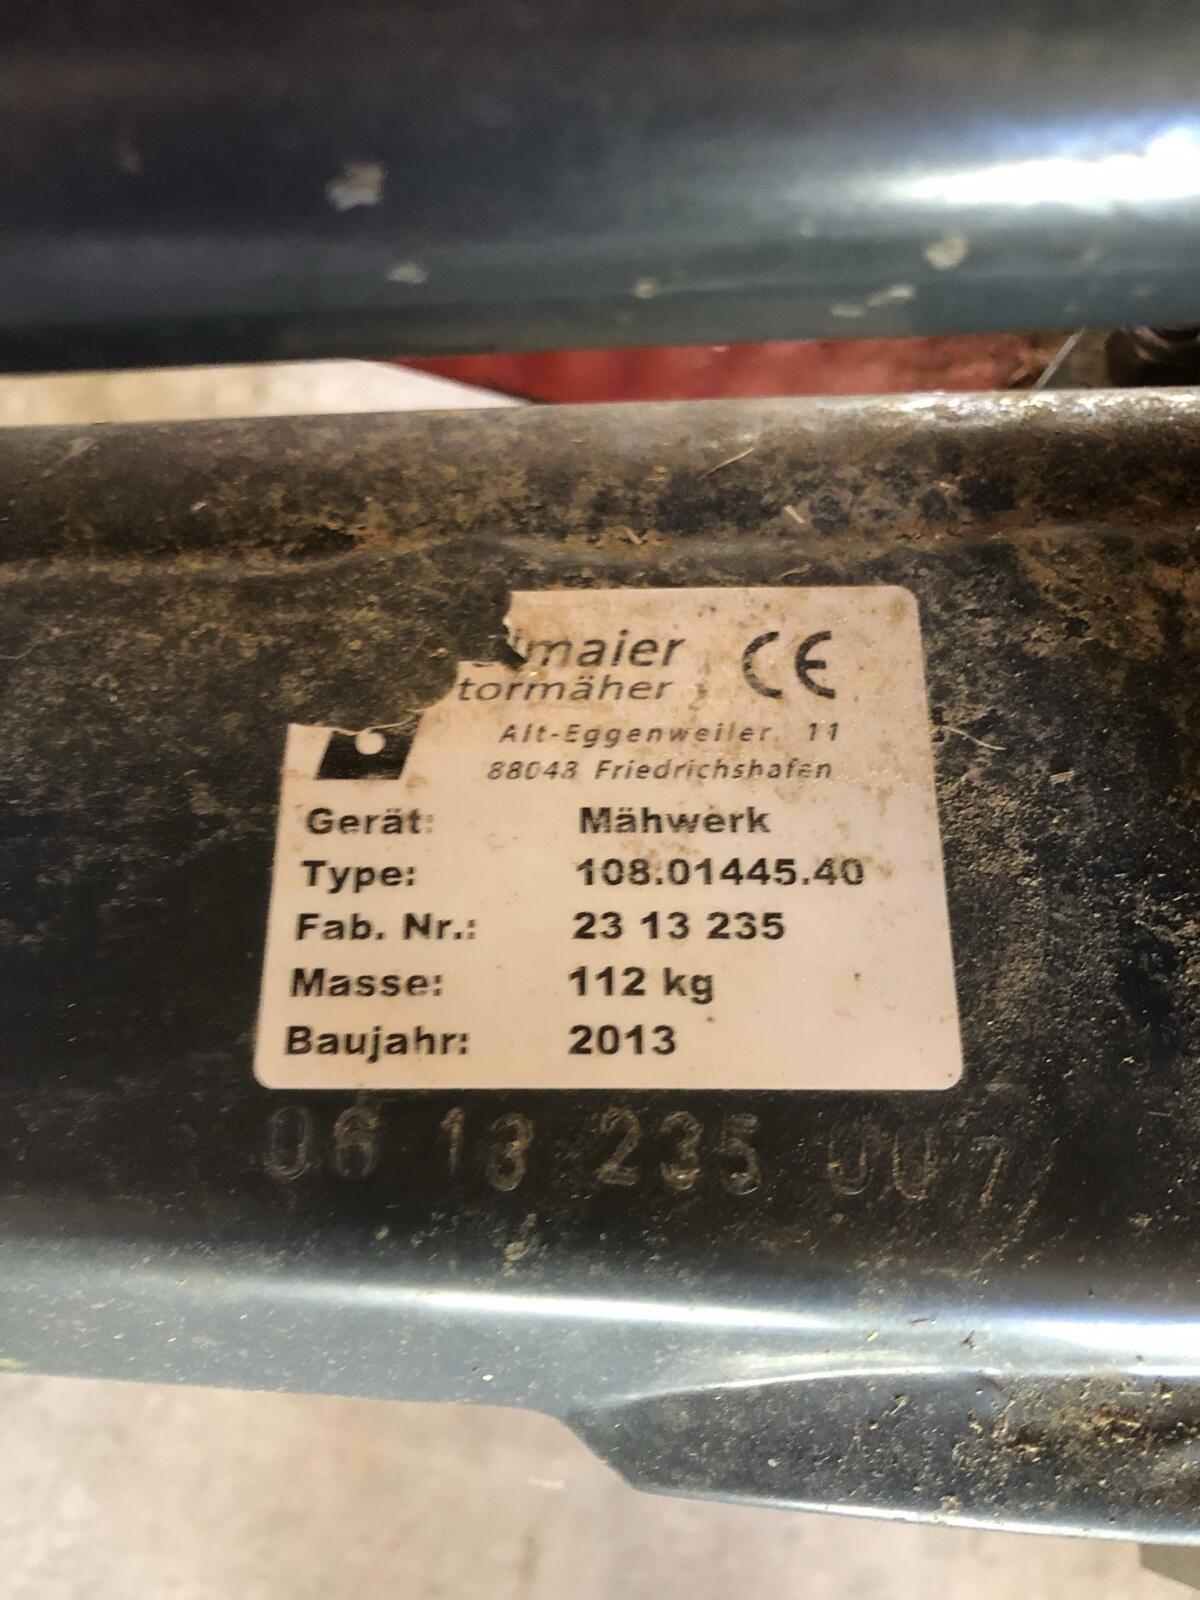 maier CE
tormäher
Alt-Eggenweiler 11
88048 Friedrichshafen
Gerät: Mähwerk
Type: 108.01445.40
Fab. Nr.: 23 13 235
Masse: 112 kg
Baujahr: 2013
06 13 235 007